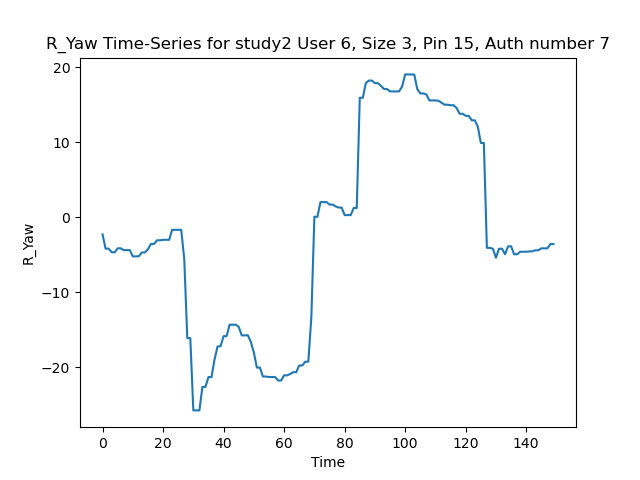 R_Yaw Time-Series for study2 User 6, Size 3, Pin 15, Auth number 7
20
10
0
−10
−20
R_Yaw
0 20 40 60 80 100 120 140
Time